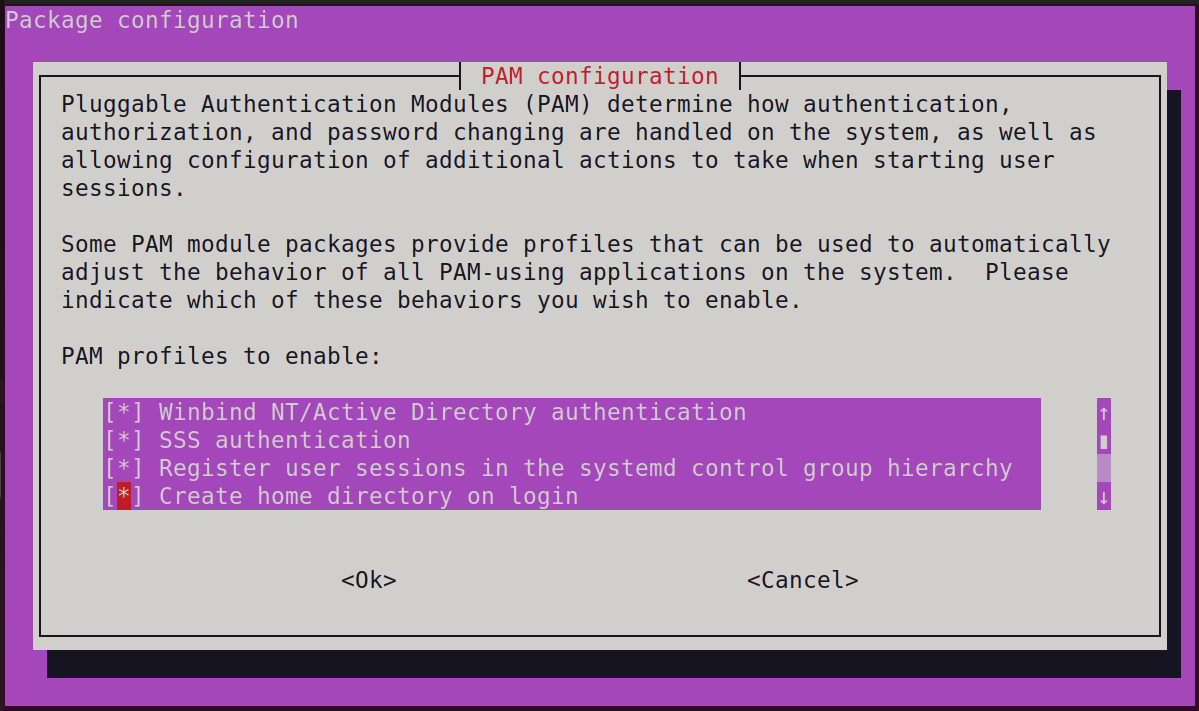 Package configuration
PAM configuration
Pluggable Authentication Modules (PAM) determine how authentication,
authorization, and password changing are handled on the system, as well as
allowing configuration of additional actions to take when starting user
sessions.
Some PAM module packages provide profiles that can be used to automatically
adjust the behavior of all PAM-using applications on the system.  Please
indicate which of these behaviors you wish to enable.
PAM profiles to enable:
[*] Winbind NT/Active Directory authentication
[*] SSS authentication
[*] Register user sessions in the systemd control group hierarchy
[*] Create home directory on login
<Ok>
<Cancel>